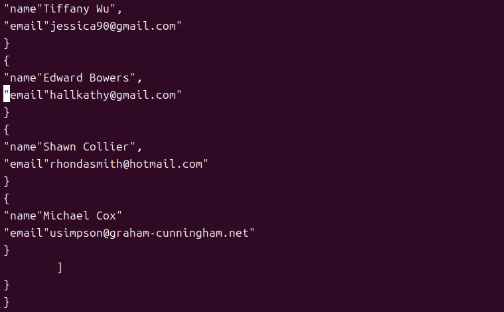 "name"Tiffany Wu",
"email"jessica90@gmail.com"
}
{
"name"Edward Bowers",
"email"hallkathy@gmail.com"
}
{
"name"Shawn Collier",
"email"rhondasmith@hotmail.com"
}
{
"name"Michael Cox"
"email"usimpson@graham-cunningham.net"
}
        ]
}
}